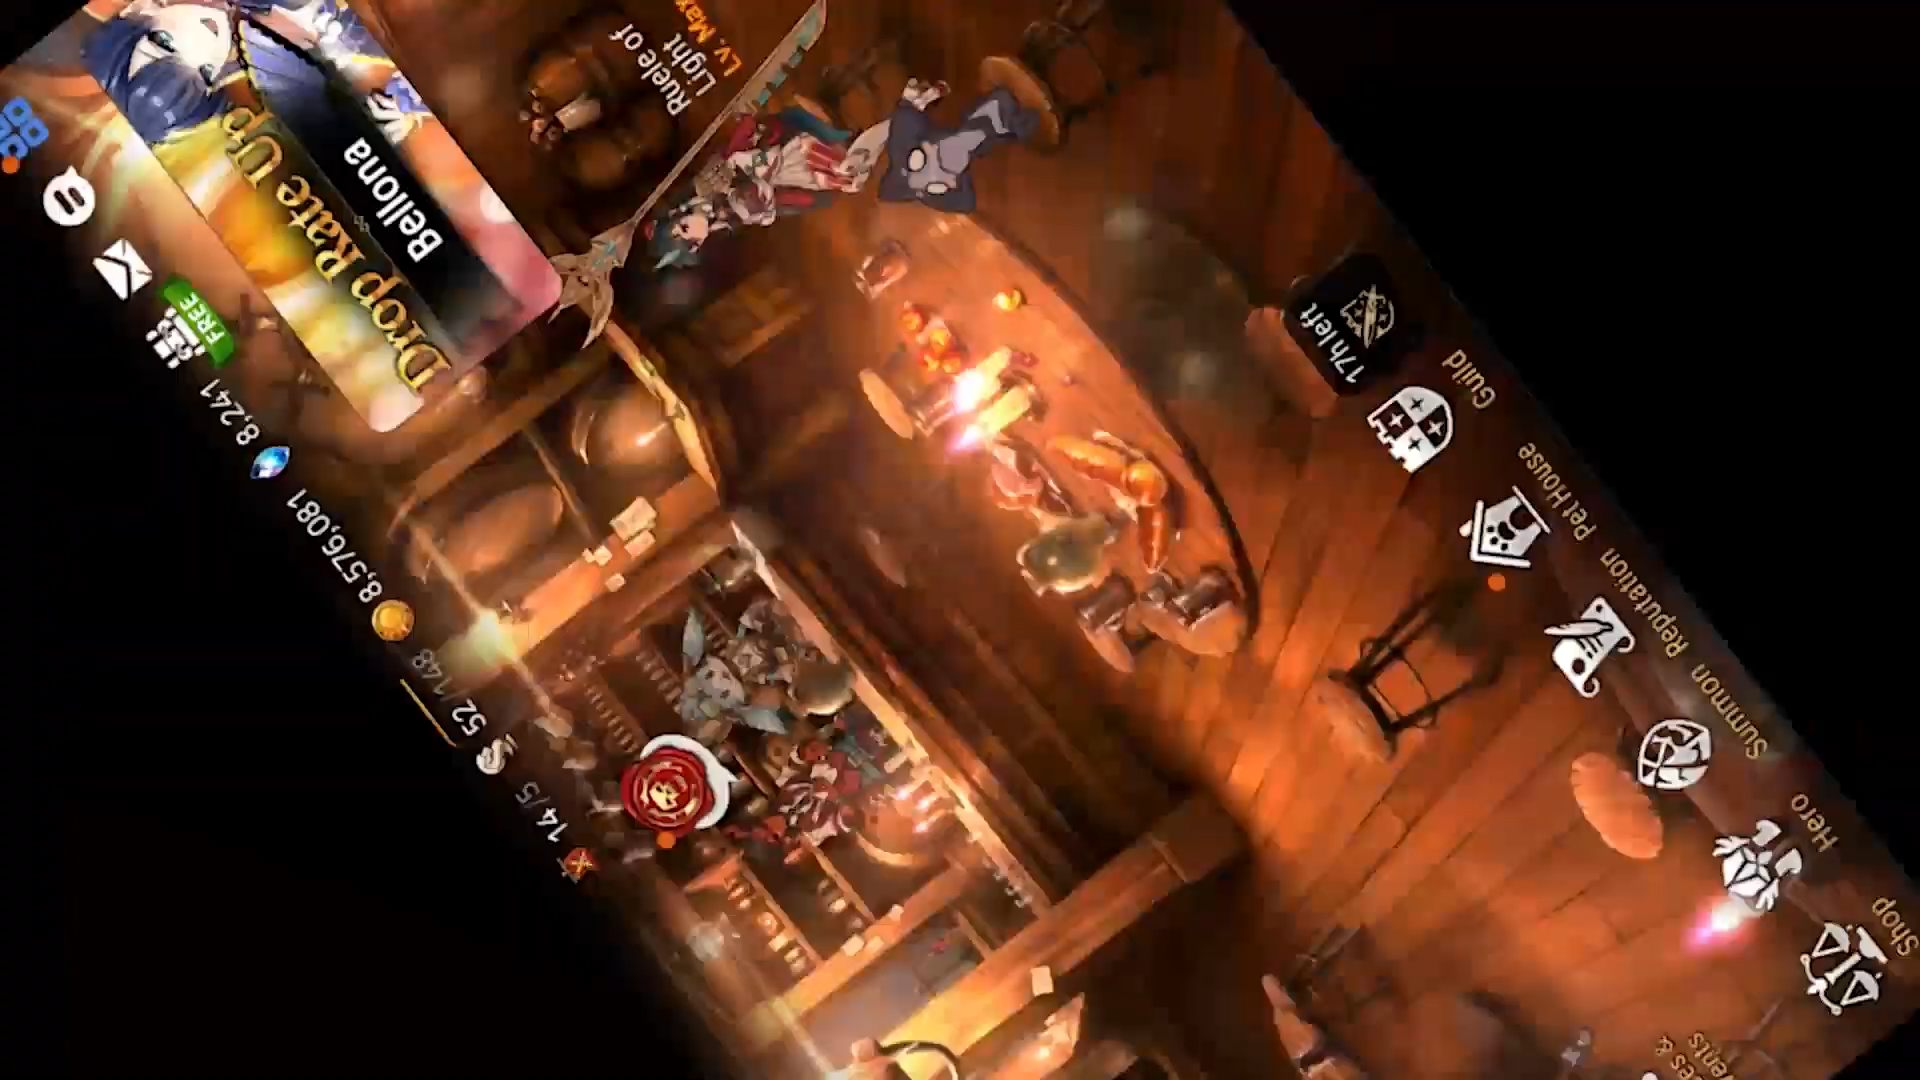 Ruele of
Light
Lv. Max
Drop Rate Up
Bellona
FREE
8,241
8,576,081
52/148
14/5
17h left
Guild
Pet House
Reputation
Summon
Hero
Shop